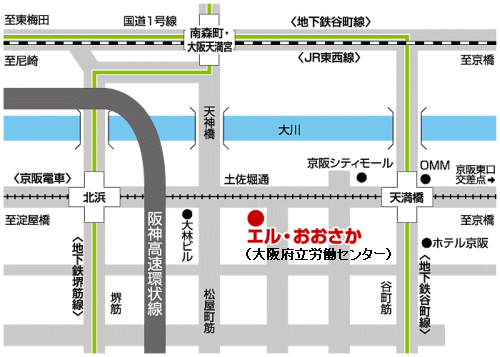 国道1号線
〈地下鉄谷町線〉
至東梅田
南森町・
大阪天満宮
至尼崎
〈JR東西線〉
至京橋
天神橋
大川
京阪シティモール
OMM
京阪東口
交差点➡
〈京阪電車〉
北浜
土佐堀通
天満橋
至淀屋橋
至京橋
阪神高速環状線
大林ビル
エル・おおさか
(大阪府立労働センター)
ホテル京阪
〈地下鉄堺筋線〉
堺筋
松屋町筋
谷町筋
〈地下鉄谷町線〉